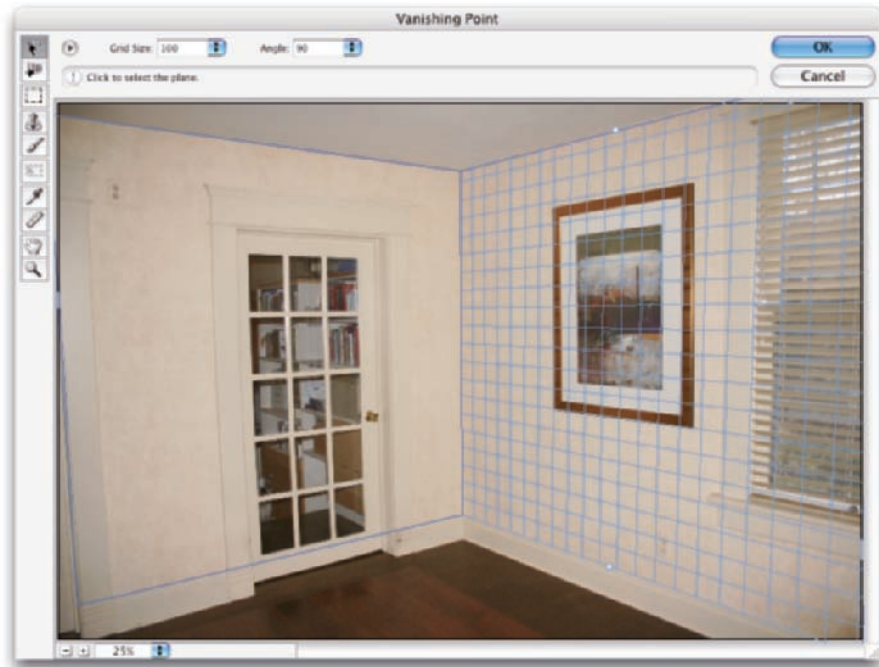 Vanishing Point
Grid Size: 100 Angle: 90 OK
Click to select the plane. Cancel
25%